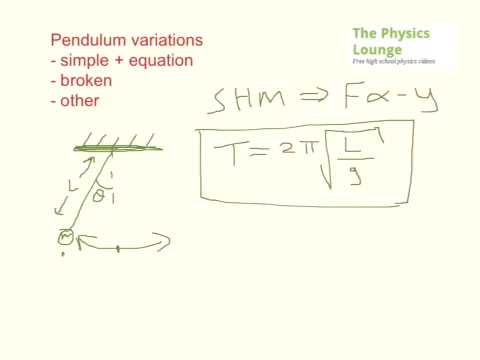 Pendulum variations
- simple + equation
- broken
- other
The Physics
Lounge
Free high school physics videos
SHM ⇒ F α - y
T = 2π √(L/g)
L
θ
m